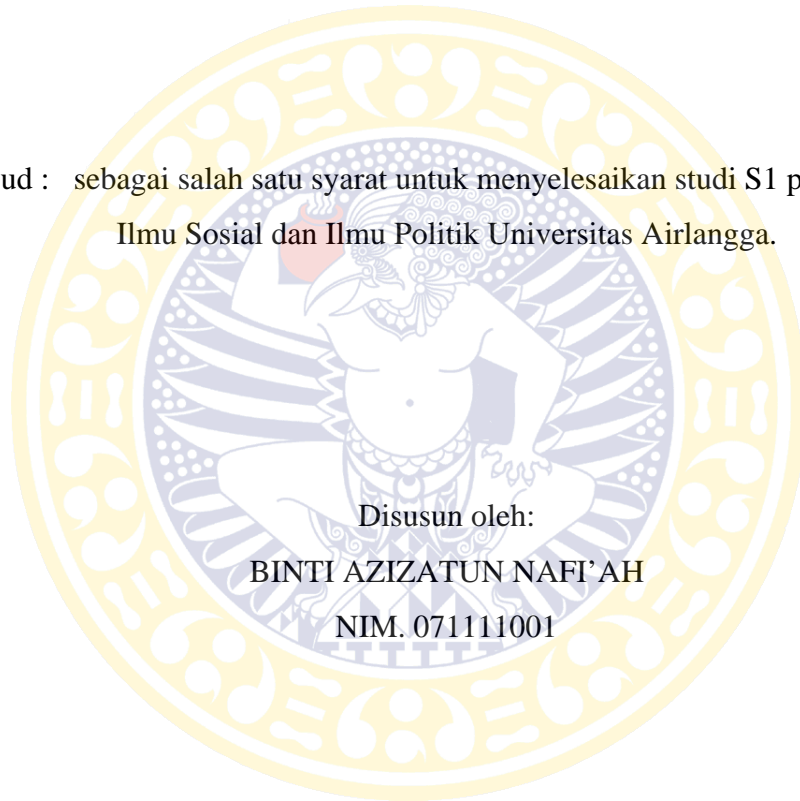 ud : sebagai salah satu syarat untuk menyelesaikan studi S1 p
Ilmu Sosial dan Ilmu Politik Universitas Airlangga.
Disusun oleh:
BINTI AZIZATUN NAFI’AH
NIM. 071111001